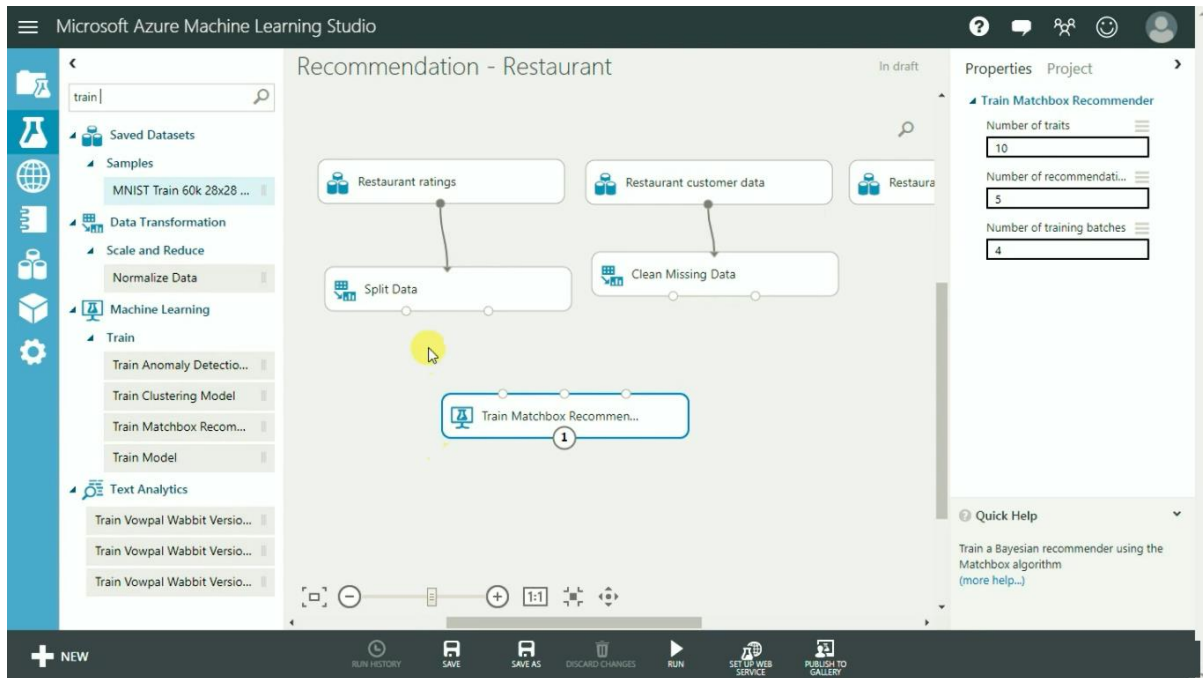 Microsoft Azure Machine Learning Studio
train
Saved Datasets
Samples
MNIST Train 60k 28x28 ...
Data Transformation
Scale and Reduce
Normalize Data
Machine Learning
Train
Train Anomaly Detectio...
Train Clustering Model
Train Matchbox Recom...
Train Model
Text Analytics
Train Vowpal Wabbit Versio...
Train Vowpal Wabbit Versio...
Train Vowpal Wabbit Versio...
Recommendation - Restaurant
In draft
Restaurant ratings
Restaurant customer data
Restaura
Split Data
Clean Missing Data
Train Matchbox Recommen...
1
1:1
Properties Project
Train Matchbox Recommender
Number of traits
10
Number of recommendati...
5
Number of training batches
4
Quick Help
Train a Bayesian recommender using the
Matchbox algorithm
(more help...)
NEW
RUN HISTORY
SAVE
SAVE AS
DISCARD CHANGES
RUN
SET UP WEB
SERVICE
PUBLISH TO
GALLERY